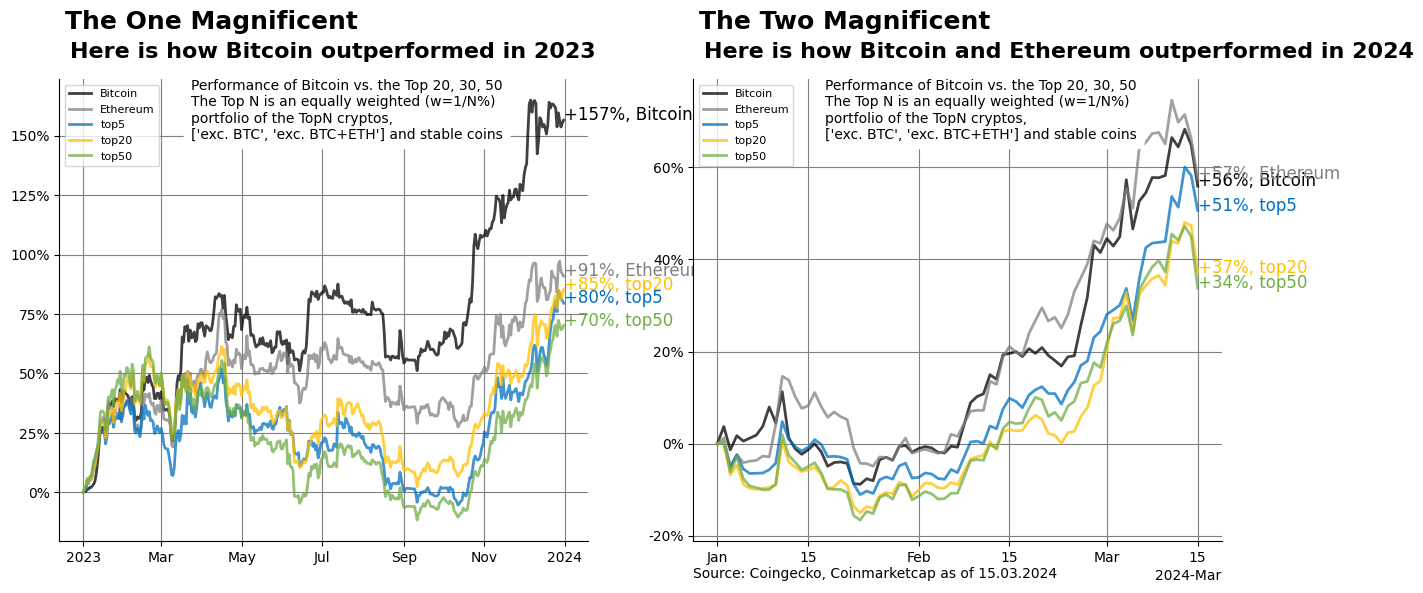 The One Magnificent
Here is how Bitcoin outperformed in 2023
Bitcoin
Ethereum
top5
top20
top50
Performance of Bitcoin vs. the Top 20, 30, 50
The Top N is an equally weighted (w=1/N%)
portfolio of the TopN cryptos,
['exc. BTC', 'exc. BTC+ETH'] and stable coins
150%
125%
100%
75%
50%
25%
0%
+157%, Bitcoin
+91%, Ethereum
+85%, top20
+80%, top5
+70%, top50
2023
Mar
May
Jul
Sep
Nov
2024
The Two Magnificent
Here is how Bitcoin and Ethereum outperformed in 2024
Bitcoin
Ethereum
top5
top20
top50
Performance of Bitcoin vs. the Top 20, 30, 50
The Top N is an equally weighted (w=1/N%)
portfolio of the TopN cryptos,
['exc. BTC', 'exc. BTC+ETH'] and stable coins
60%
40%
20%
0%
-20%
+57%, Ethereum
+56%, Bitcoin
+51%, top5
+37%, top20
+34%, top50
Jan
15
Feb
15
Mar
15
2024-Mar
Source: Coingecko, Coinmarketcap as of 15.03.2024